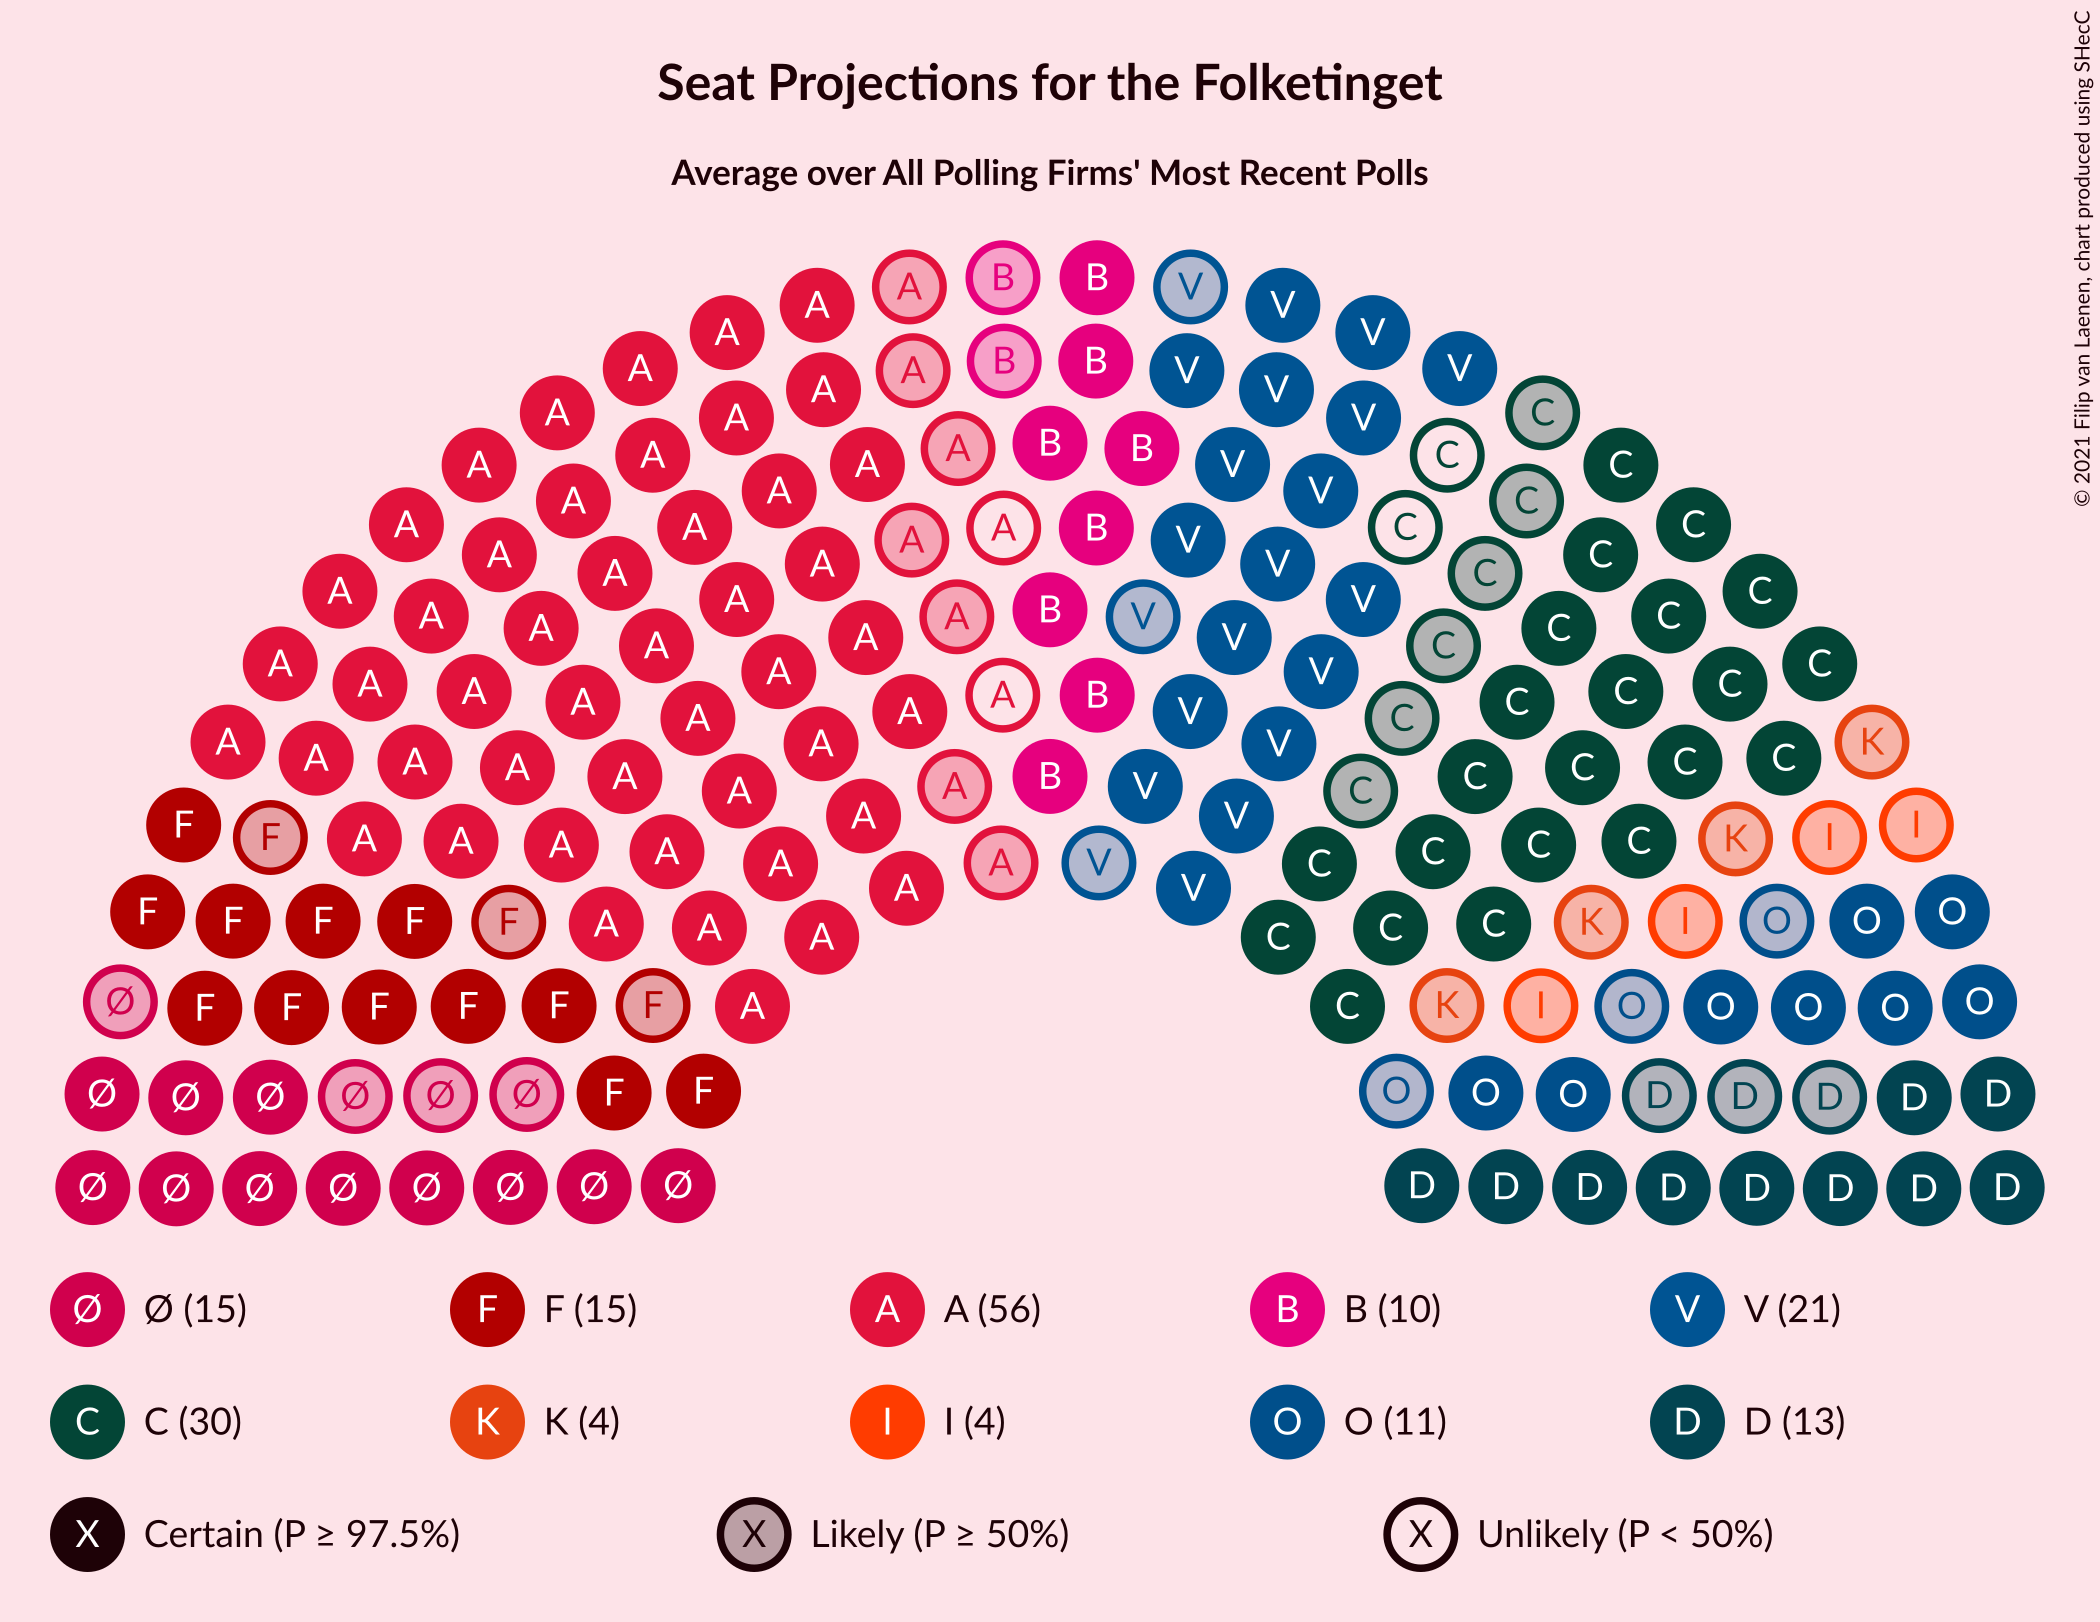 Seat Projections for the Folketinget
Average over All Polling Firms' Most Recent Polls
© 2021 Filip van Laenen, chart produced using SHecC
A A B B V V
A A A B B V V V
A A A V V C
A A A A B B V C C
A A A A A B V C C C
A A A A V V C C
A A A A A A B V V V C C C
A A A A A A A A B V V C C C C C
A A A A A A A B V C C C C C K
F F A A A A A A A A A V V V C C C C C K I I
F F F F F A A A A V C C C K I O O O
Ø F F F F F F A C K I O O O O O
Ø Ø Ø Ø Ø Ø F F O O O D D D D D
Ø Ø Ø Ø Ø Ø Ø Ø D D D D D D D D
Ø Ø (15) F F (15) A A (56) B B (10) V V (21)
C C (30) K K (4) I I (4) O O (11) D D (13)
X Certain (P ≥ 97.5%) X Likely (P ≥ 50%) X Unlikely (P < 50%)